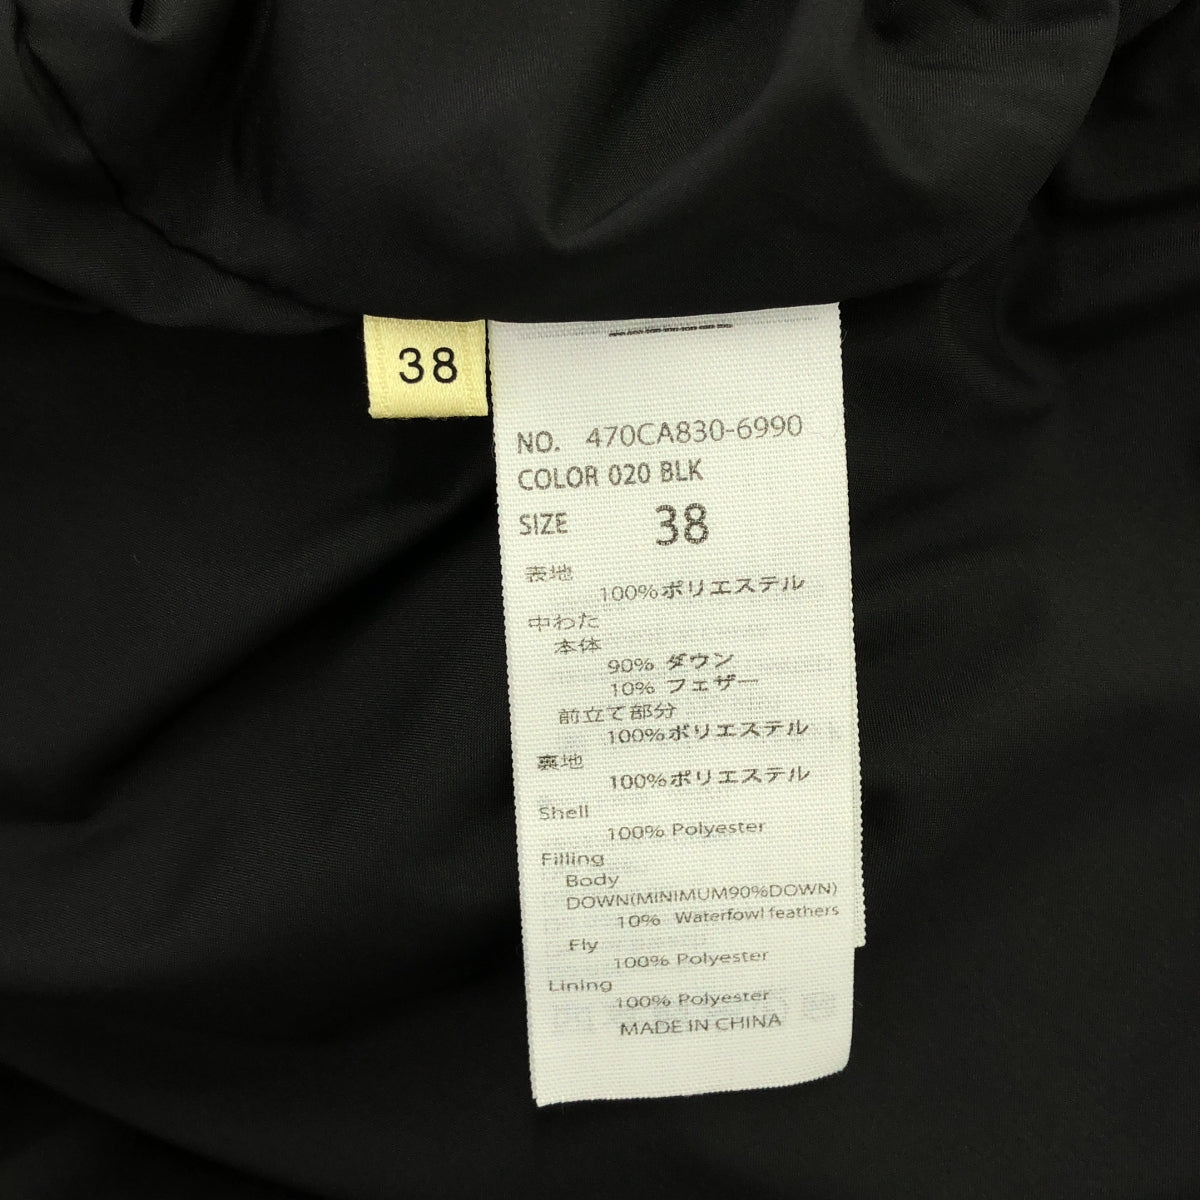 38
NO. 470CA830-6990
COLOR 020 BLK
SIZE 38
表地
100%ポリエステル
中わた
本体
90% ダウン
10% フェザー
前立て部分
100%ポリエステル
裏地
100%ポリエステル
Shell
100% Polyester
Filling
Body
DOWN(MINIMUM90%DOWN)
10% Waterfowl feathers
Fly
100% Polyester
Lining
100% Polyester
MADE IN CHINA